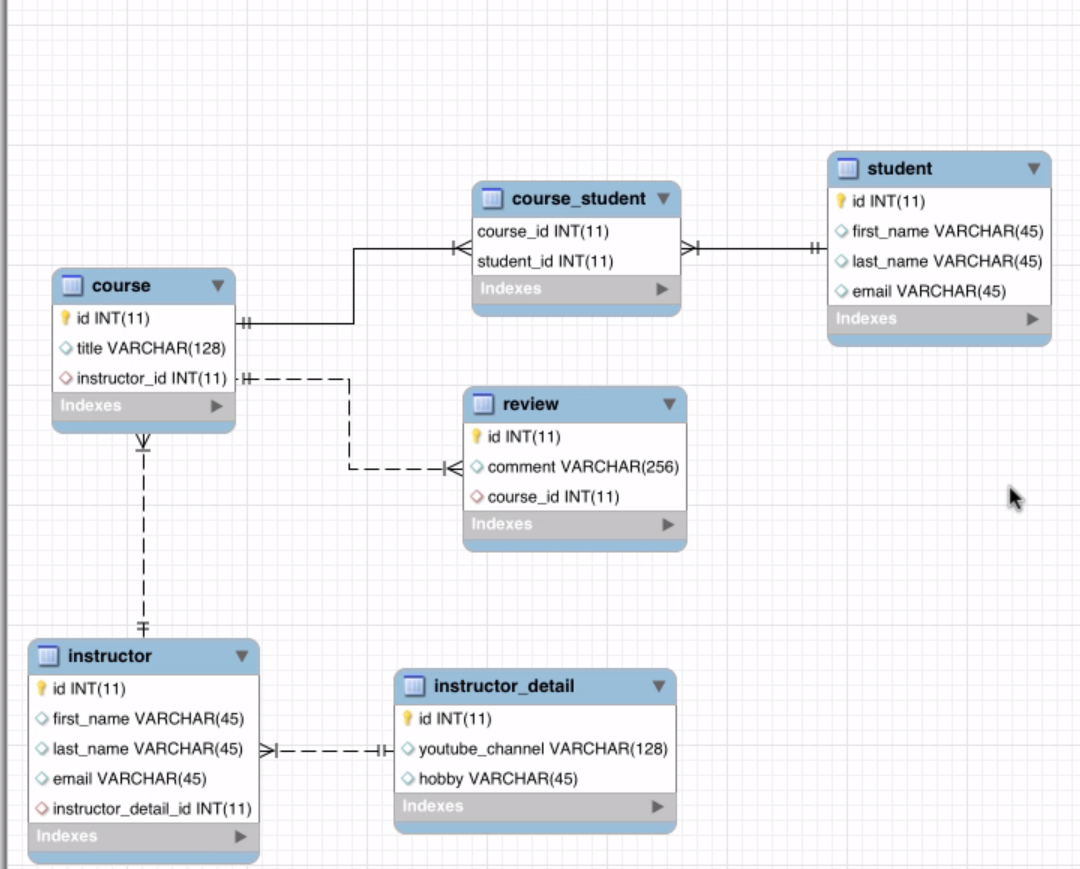 student
id INT(11)
first_name VARCHAR(45)
last_name VARCHAR(45)
email VARCHAR(45)
Indexes
course_student
course_id INT(11)
student_id INT(11)
Indexes
course
id INT(11)
title VARCHAR(128)
instructor_id INT(11)
Indexes
review
id INT(11)
comment VARCHAR(256)
course_id INT(11)
Indexes
instructor
id INT(11)
first_name VARCHAR(45)
last_name VARCHAR(45)
email VARCHAR(45)
instructor_detail_id INT(11)
Indexes
instructor_detail
id INT(11)
youtube_channel VARCHAR(128)
hobby VARCHAR(45)
Indexes